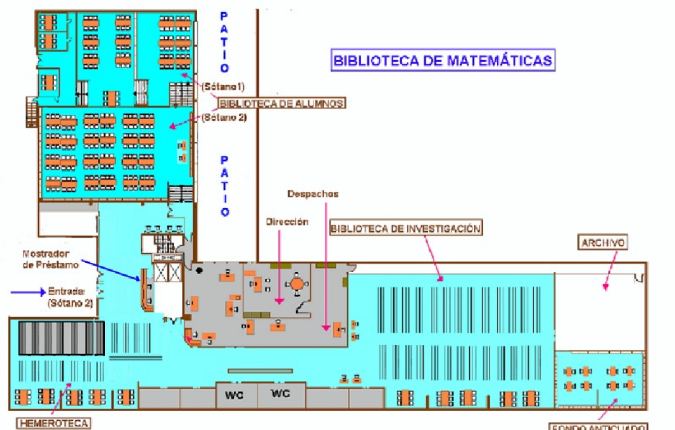 PATIO
BIBLIOTECA DE MATEMÁTICAS
(Sótano1)
BIBLIOTECA DE ALUMNOS
(Sótano 2)
PATIO
Despachos
Dirección
BIBLIOTECA DE INVESTIGACIÓN
ARCHIVO
Mostrador
de Préstamo
Entrada
(Sótano 2)
WC
WC
HEMEROTECA
FONDO ANTICUADO